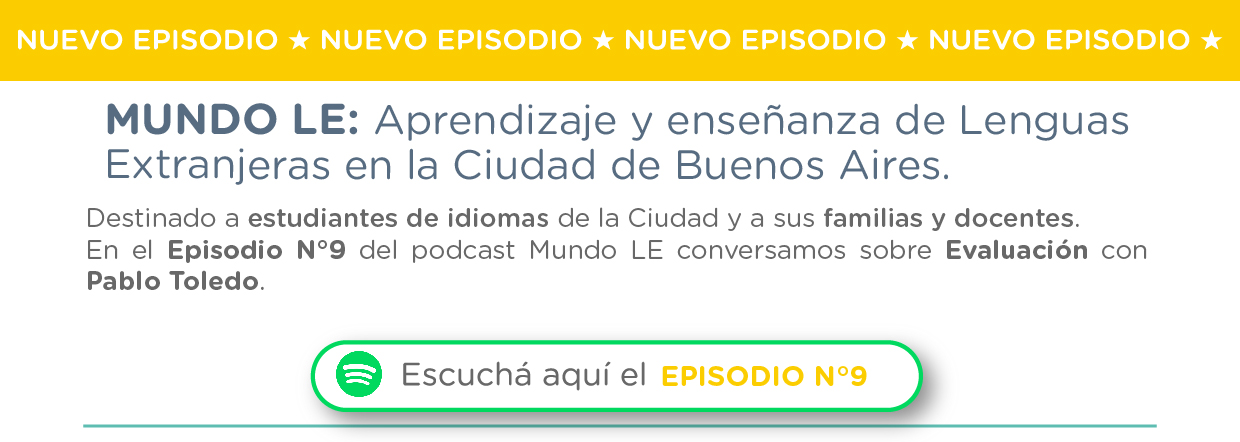 NUEVO EPISODIO ★ NUEVO EPISODIO ★ NUEVO EPISODIO ★ NUEVO EPISODIO ★
MUNDO LE: Aprendizaje y enseñanza de Lenguas
Extranjeras en la Ciudad de Buenos Aires.
Destinado a estudiantes de idiomas de la Ciudad y a sus familias y docentes.
En el Episodio N°9 del podcast Mundo LE conversamos sobre Evaluación con
Pablo Toledo.
Escuchá aquí el EPISODIO N°9